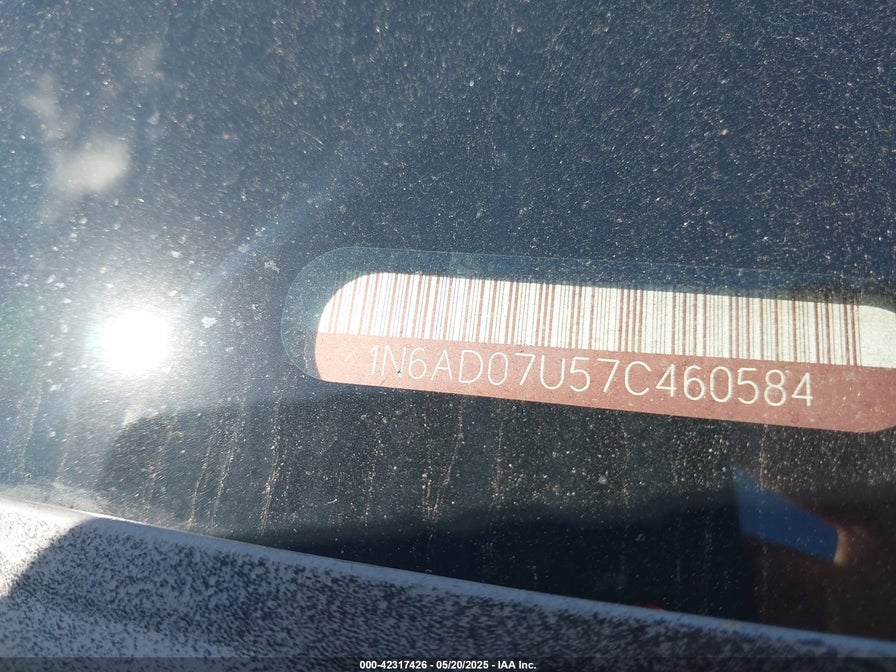 1N6AD07U57C460584
000-42317426 - 05/20/2025 - IAA Inc.